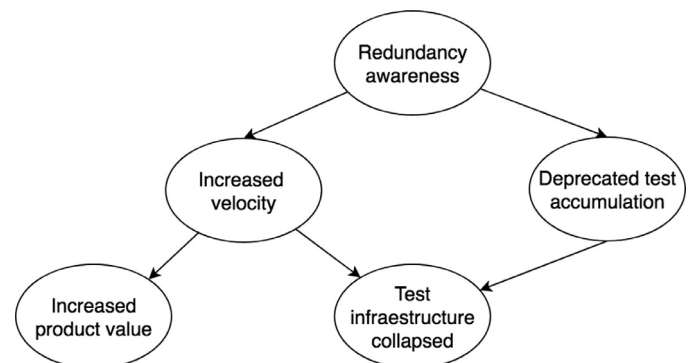 Redundancy
awareness
Increased
velocity
Deprecated test
accumulation
Increased
product value
Test
infraestructure
collapsed